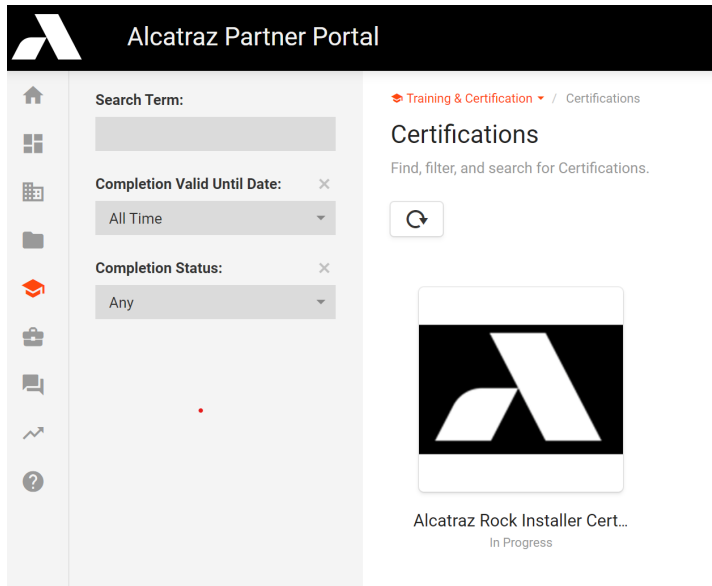 Alcatraz Partner Portal
Search Term:
Completion Valid Until Date:
All Time
Completion Status:
Any
Training & Certification / Certifications
Certifications
Find, filter, and search for Certifications.
Alcatraz Rock Installer Cert...
In Progress